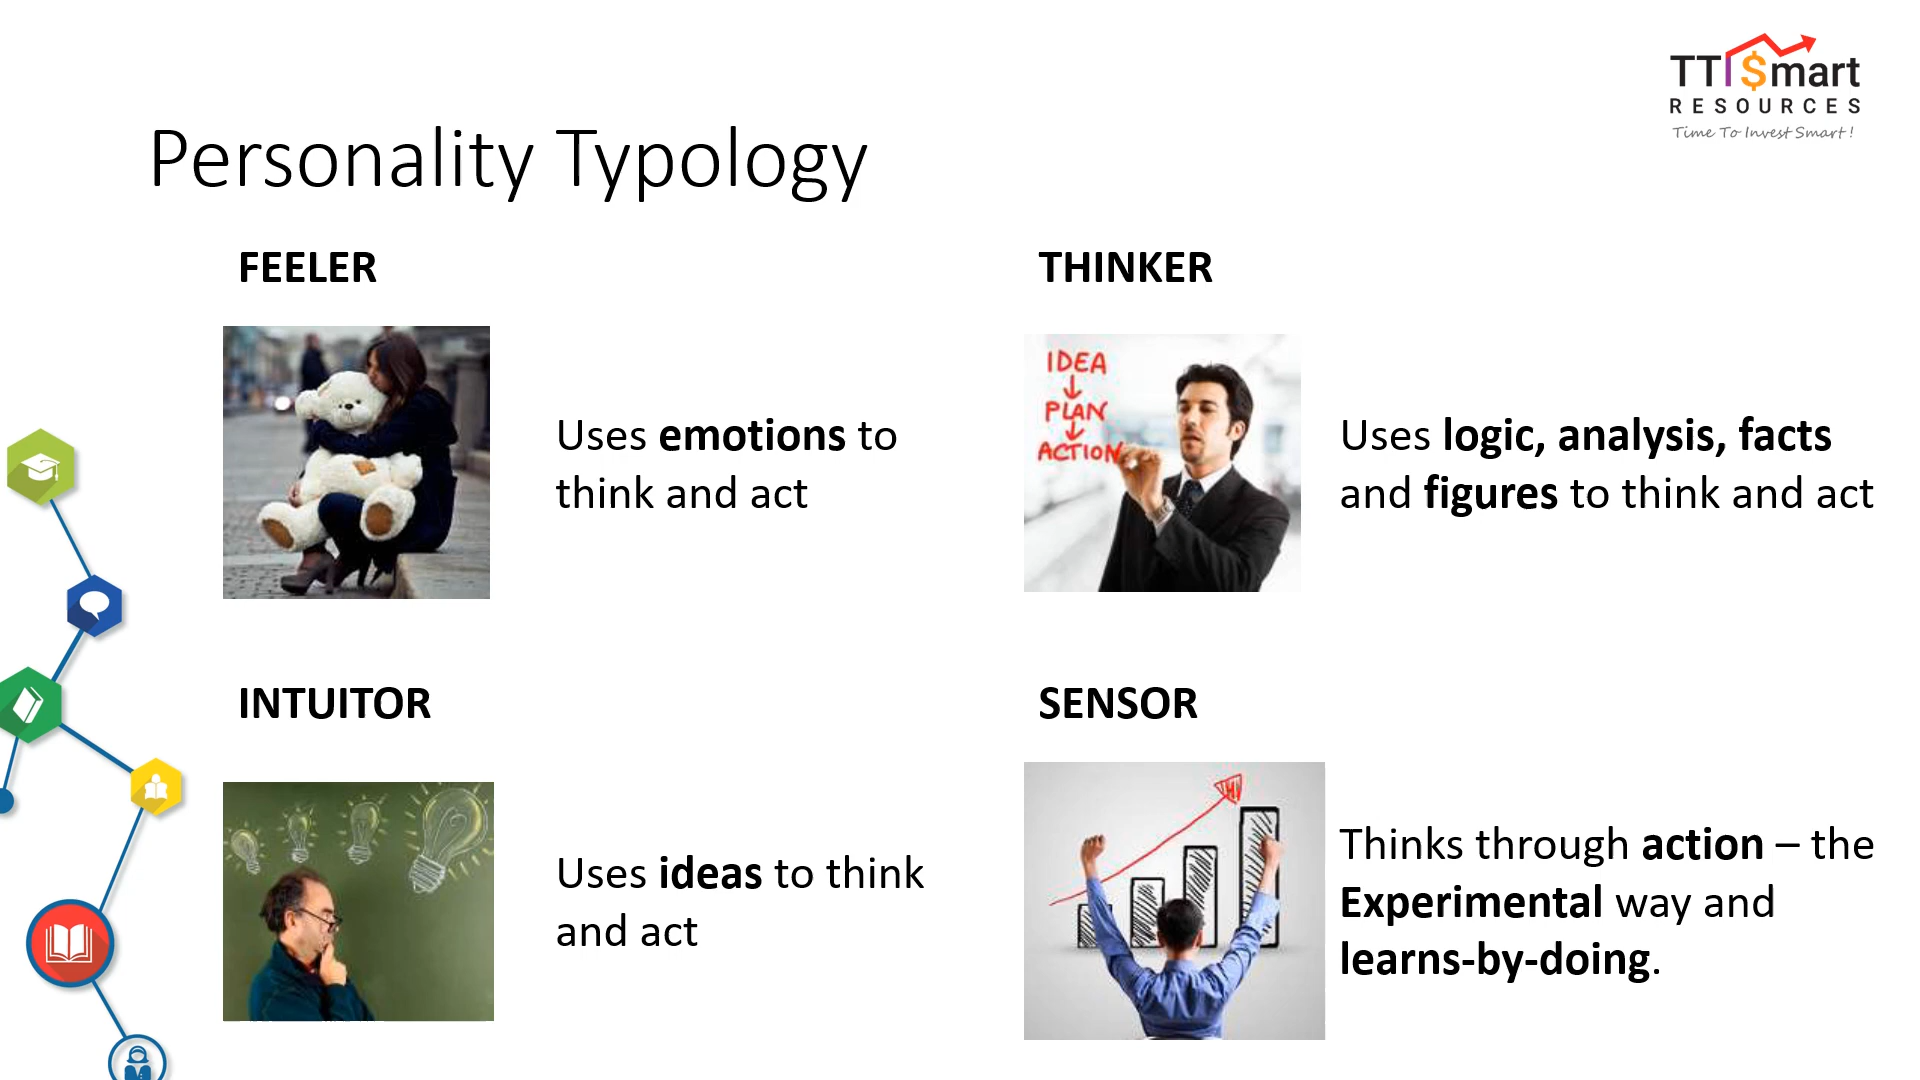 TTI $mart
RESOURCES
Time To Invest Smart !
Personality Typology
FEELER
Uses emotions to
think and act
THINKER
IDEA
PLAN
ACTION
Uses logic, analysis, facts
and figures to think and act
INTUITOR
Uses ideas to think
and act
SENSOR
Thinks through action – the
Experimental way and
learns-by-doing.